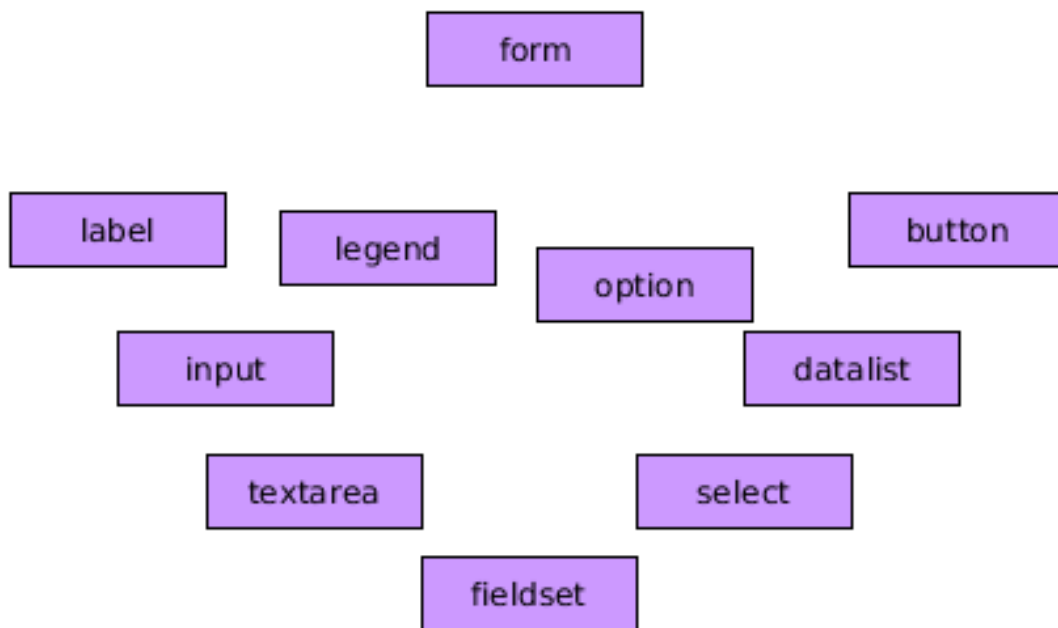 form
label
button
legend
option
input
datalist
textarea
select
fieldset